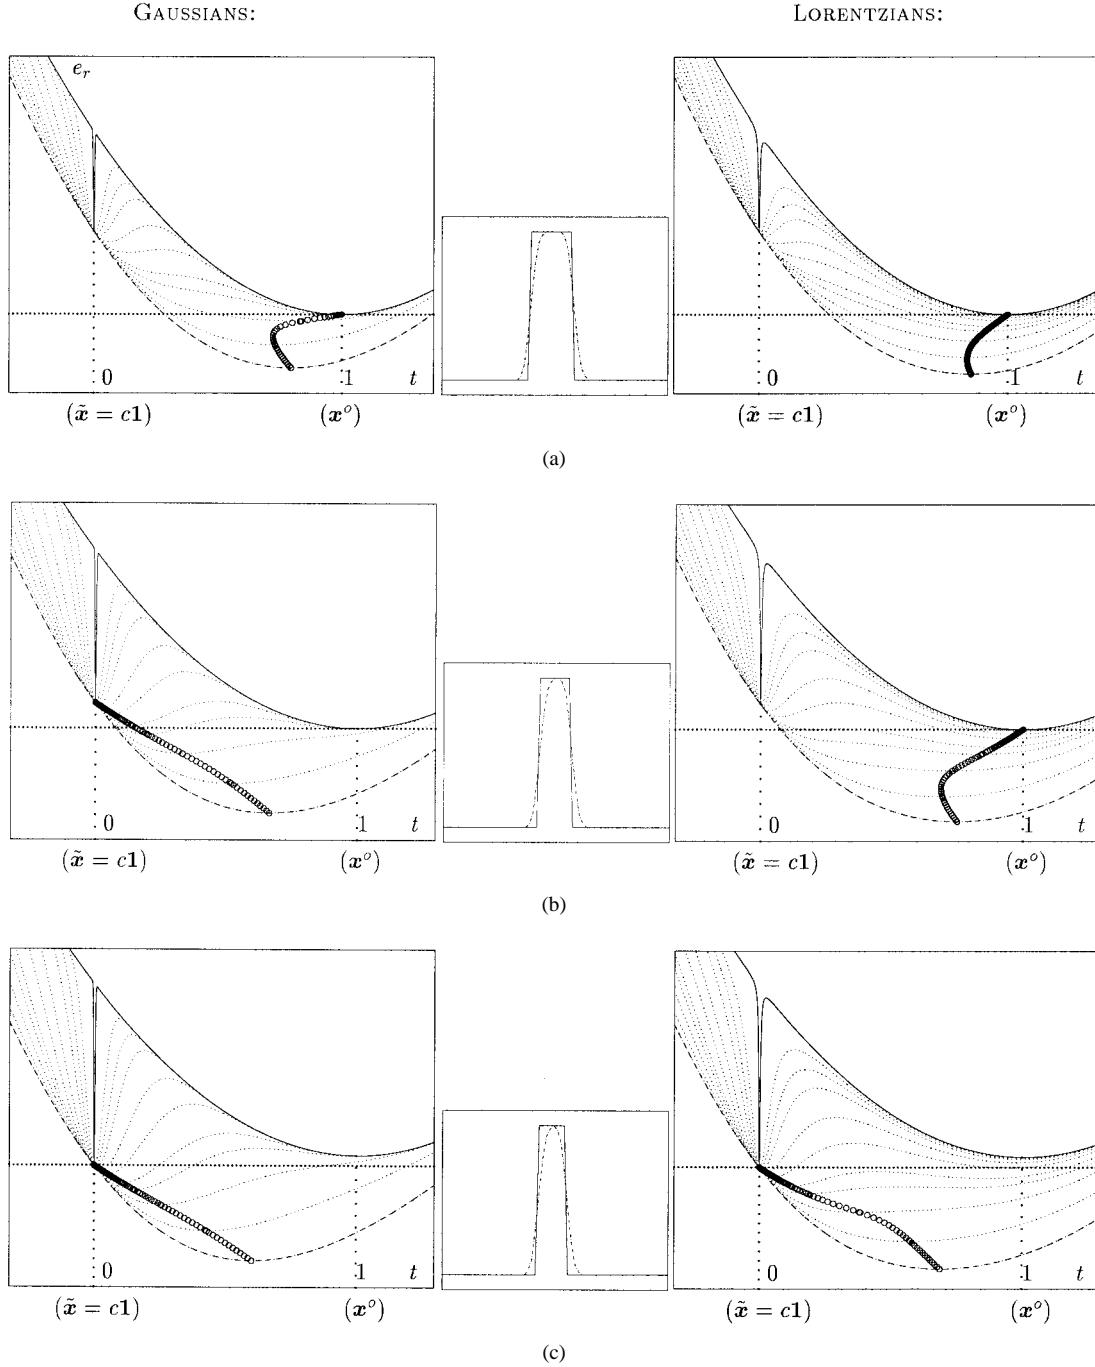 GAUSSIANS:
LORENTZIANS:
e_r
0
1
t
(x̃ = c1)
(x^o)
0
1
t
(x̃ = c1)
(x^o)
(a)
0
1
t
(x̃ = c1)
(x^o)
0
1
t
(x̃ = c1)
(x^o)
(b)
0
1
t
(x̃ = c1)
(x^o)
0
1
t
(x̃ = c1)
(x^o)
(c)